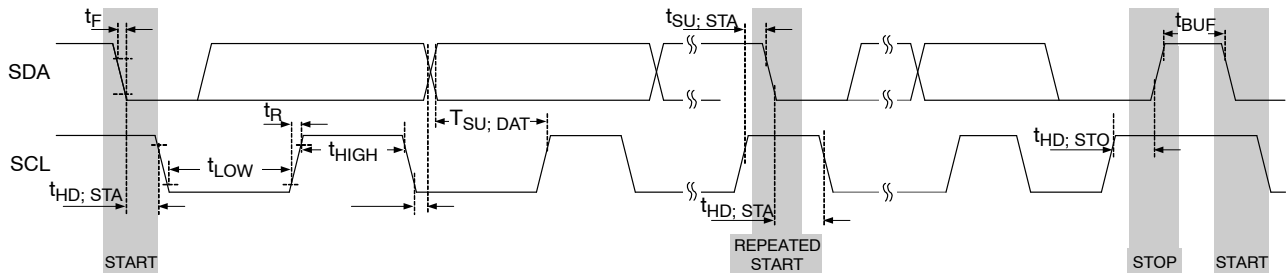 tF
tSU; STA
tBUF
SDA
tR
TSU; DAT
tHIGH
tHD; STO
SCL
tLOW
tHD; STA
tHD; STA
START
REPEATED
START
STOP
START